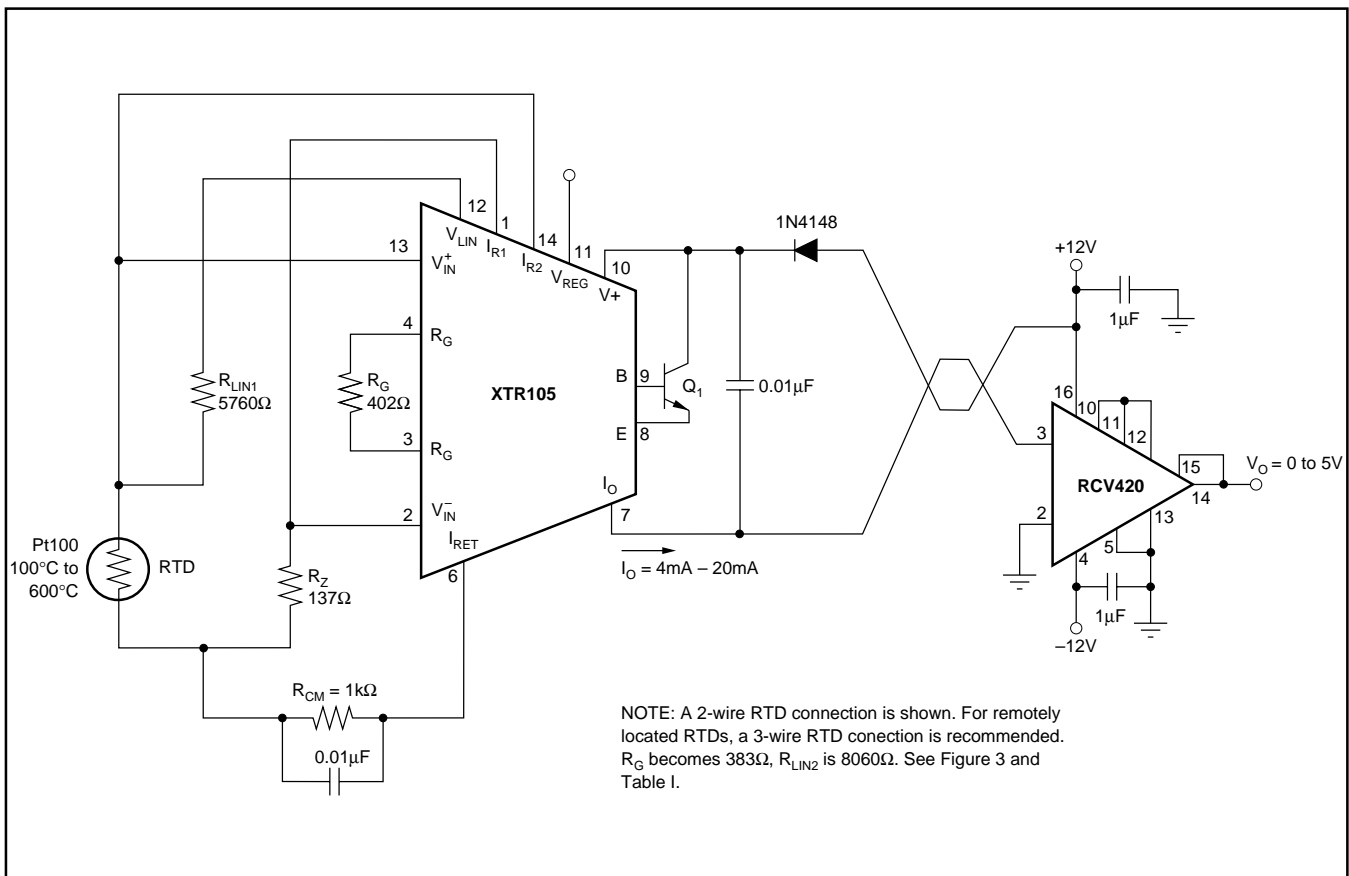 12
1
14
11
10
13
V_LIN
I_R1
I_R2
V_REG
V+
V_IN^+
4
R_G
R_LIN1
5760Ω
R_G
402Ω
XTR105
3
R_G
B
9
Q_1
E
8
0.01µF
1N4148
+12V
1µF
16
10
11
12
3
15
RCV420
14
V_O = 0 to 5V
2
13
5
4
1µF
–12V
I_O
7
I_O = 4mA – 20mA
2
V_IN^–
I_RET
6
Pt100
100°C to
600°C
RTD
R_Z
137Ω
R_CM = 1kΩ
0.01µF
NOTE: A 2-wire RTD connection is shown. For remotely
located RTDs, a 3-wire RTD conection is recommended.
R_G becomes 383Ω, R_LIN2 is 8060Ω. See Figure 3 and
Table I.